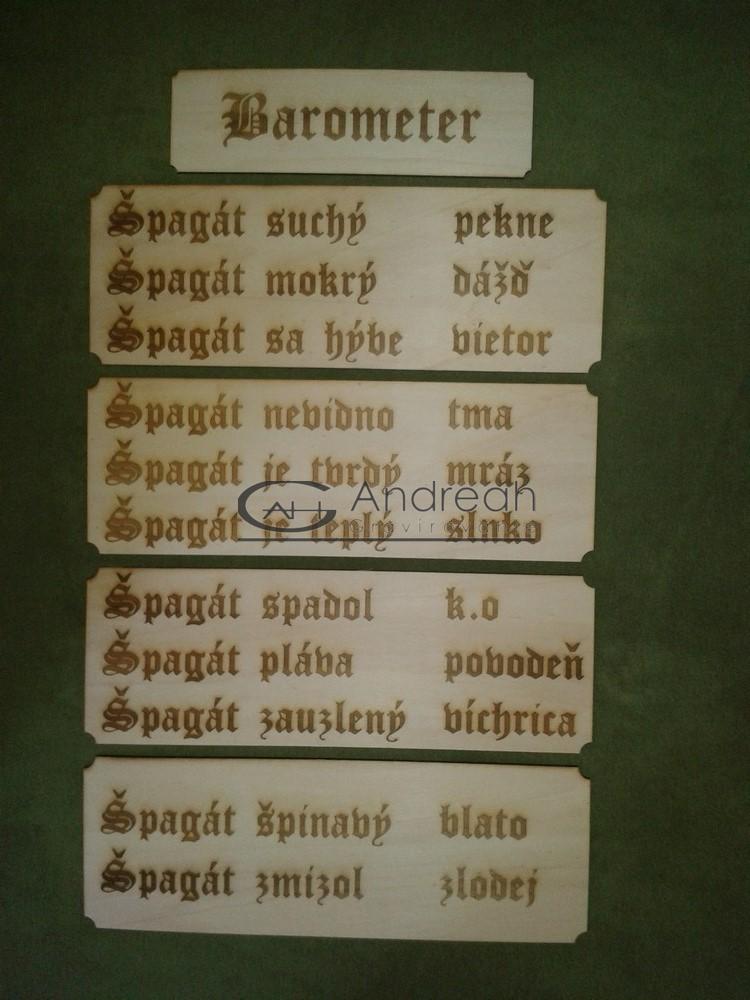 Barometer
Špagát suchý pekne
Špagát mokrý dážď
Špagát sa hýbe vietor
Špagát nevidno tma
Špagát je tvrdý mráz
Andreah
Gravírovanie
Špagát je teplý slnko
Špagát spadol k.o
Špagát pláva povodeň
Špagát zauzlený víchrica
Špagát špinavý blato
Špagát zmizol zlodej